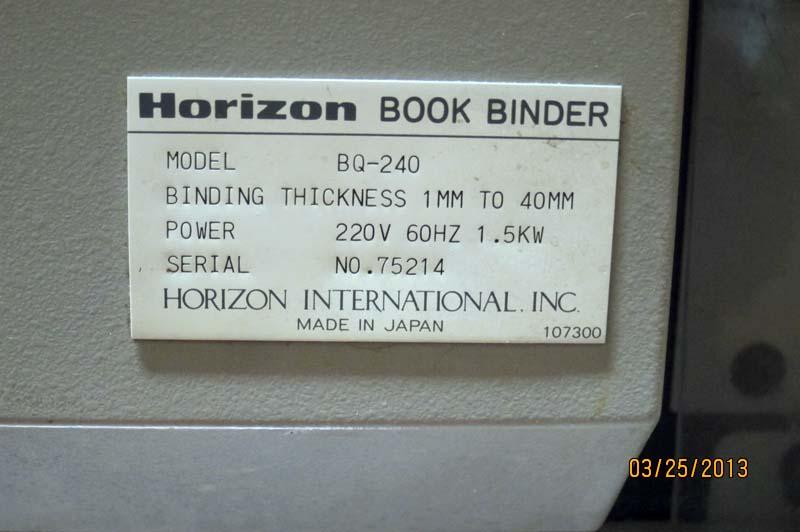 Horizon BOOK BINDER
MODEL BQ-240
BINDING THICKNESS 1MM TO 40MM
POWER 220V 60HZ 1.5KW
SERIAL NO.75214
HORIZON INTERNATIONAL, INC.
MADE IN JAPAN
107300
03/25/2013